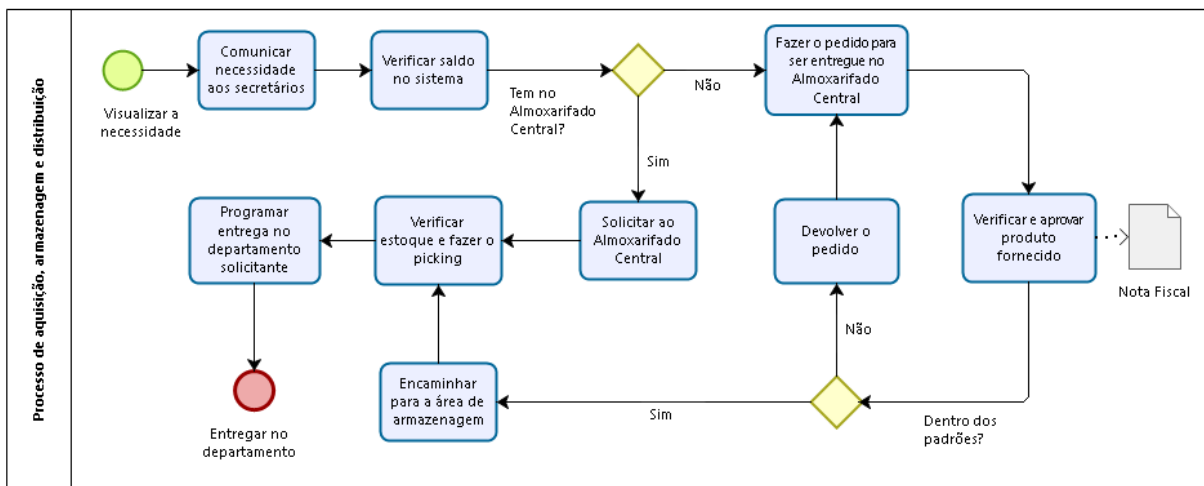 Processo de aquisição, armazenagem e distribuição
Visualizar a
necessidade
Comunicar
necessidade
aos secretários
Verificar saldo
no sistema
Tem no
Almoxarifado
Central?
Não
Sim
Fazer o pedido para
ser entregue no
Almoxarifado
Central
Programar
entrega no
departamento
solicitante
Verificar
estoque e fazer o
picking
Solicitar ao
Almoxarifado
Central
Devolver o
pedido
Verificar e aprovar
produto
fornecido
Nota Fiscal
Não
Encaminhar
para a área de
armazenagem
Sim
Dentro dos
padrões?
Entregar no
departamento